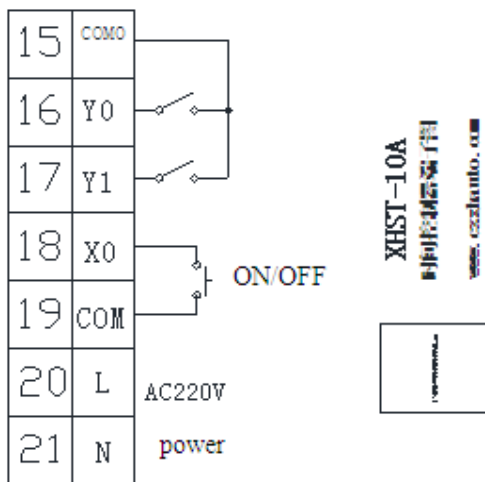 15 COM0
16 Y0
17 Y1
18 X0
ON/OFF
19 COM
20 L
AC220V
21 N
power
XHST-10A